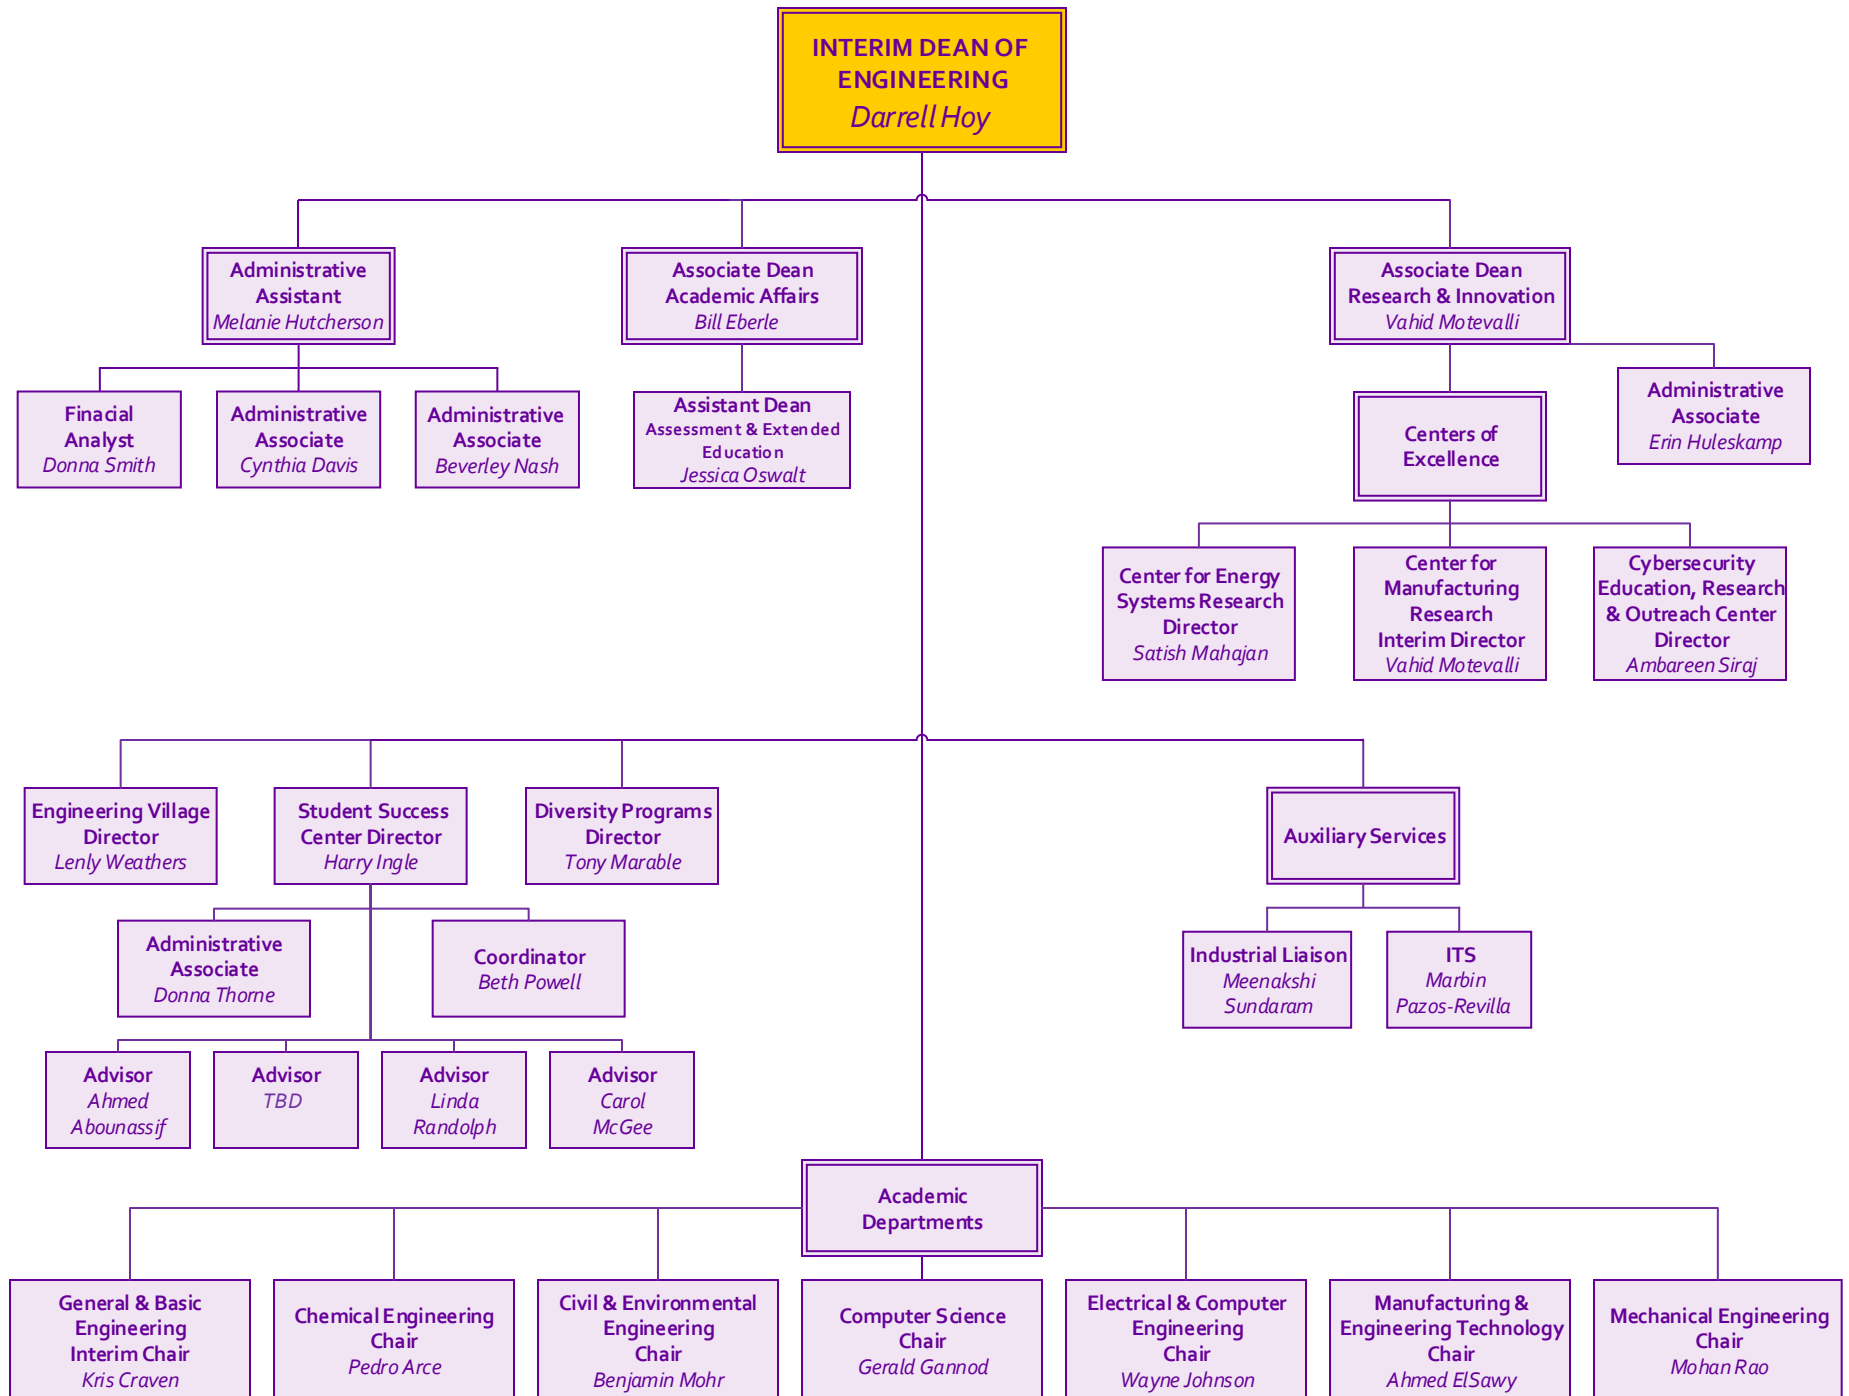 INTERIM DEAN OF
ENGINEERING
Darrell Hoy
Administrative
Assistant
Melanie Hutcherson
Associate Dean
Academic Affairs
Bill Eberle
Associate Dean
Research & Innovation
Vahid Motevalli
Finacial
Analyst
Donna Smith
Administrative
Associate
Cynthia Davis
Administrative
Associate
Beverley Nash
Assistant Dean
Assessment & Extended
Education
Jessica Oswalt
Centers of
Excellence
Administrative
Associate
Erin Huleskamp
Center for Energy
Systems Research
Director
Satish Mahajan
Center for
Manufacturing
Research
Interim Director
Vahid Motevalli
Cybersecurity
Education, Research
& Outreach Center
Director
Ambareen Siraj
Engineering Village
Director
Lenly Weathers
Student Success
Center Director
Harry Ingle
Diversity Programs
Director
Tony Marable
Auxiliary Services
Administrative
Associate
Donna Thorne
Coordinator
Beth Powell
Industrial Liaison
Meenakshi
Sundaram
ITS
Marbin
Pazos-Revilla
Advisor
Ahmed
Abounassif
Advisor
TBD
Advisor
Linda
Randolph
Advisor
Carol
McGee
Academic
Departments
General & Basic
Engineering
Interim Chair
Kris Craven
Chemical Engineering
Chair
Pedro Arce
Civil & Environmental
Engineering
Chair
Benjamin Mohr
Computer Science
Chair
Gerald Gannod
Electrical & Computer
Engineering
Chair
Wayne Johnson
Manufacturing &
Engineering Technology
Chair
Ahmed ElSawy
Mechanical Engineering
Chair
Mohan Rao